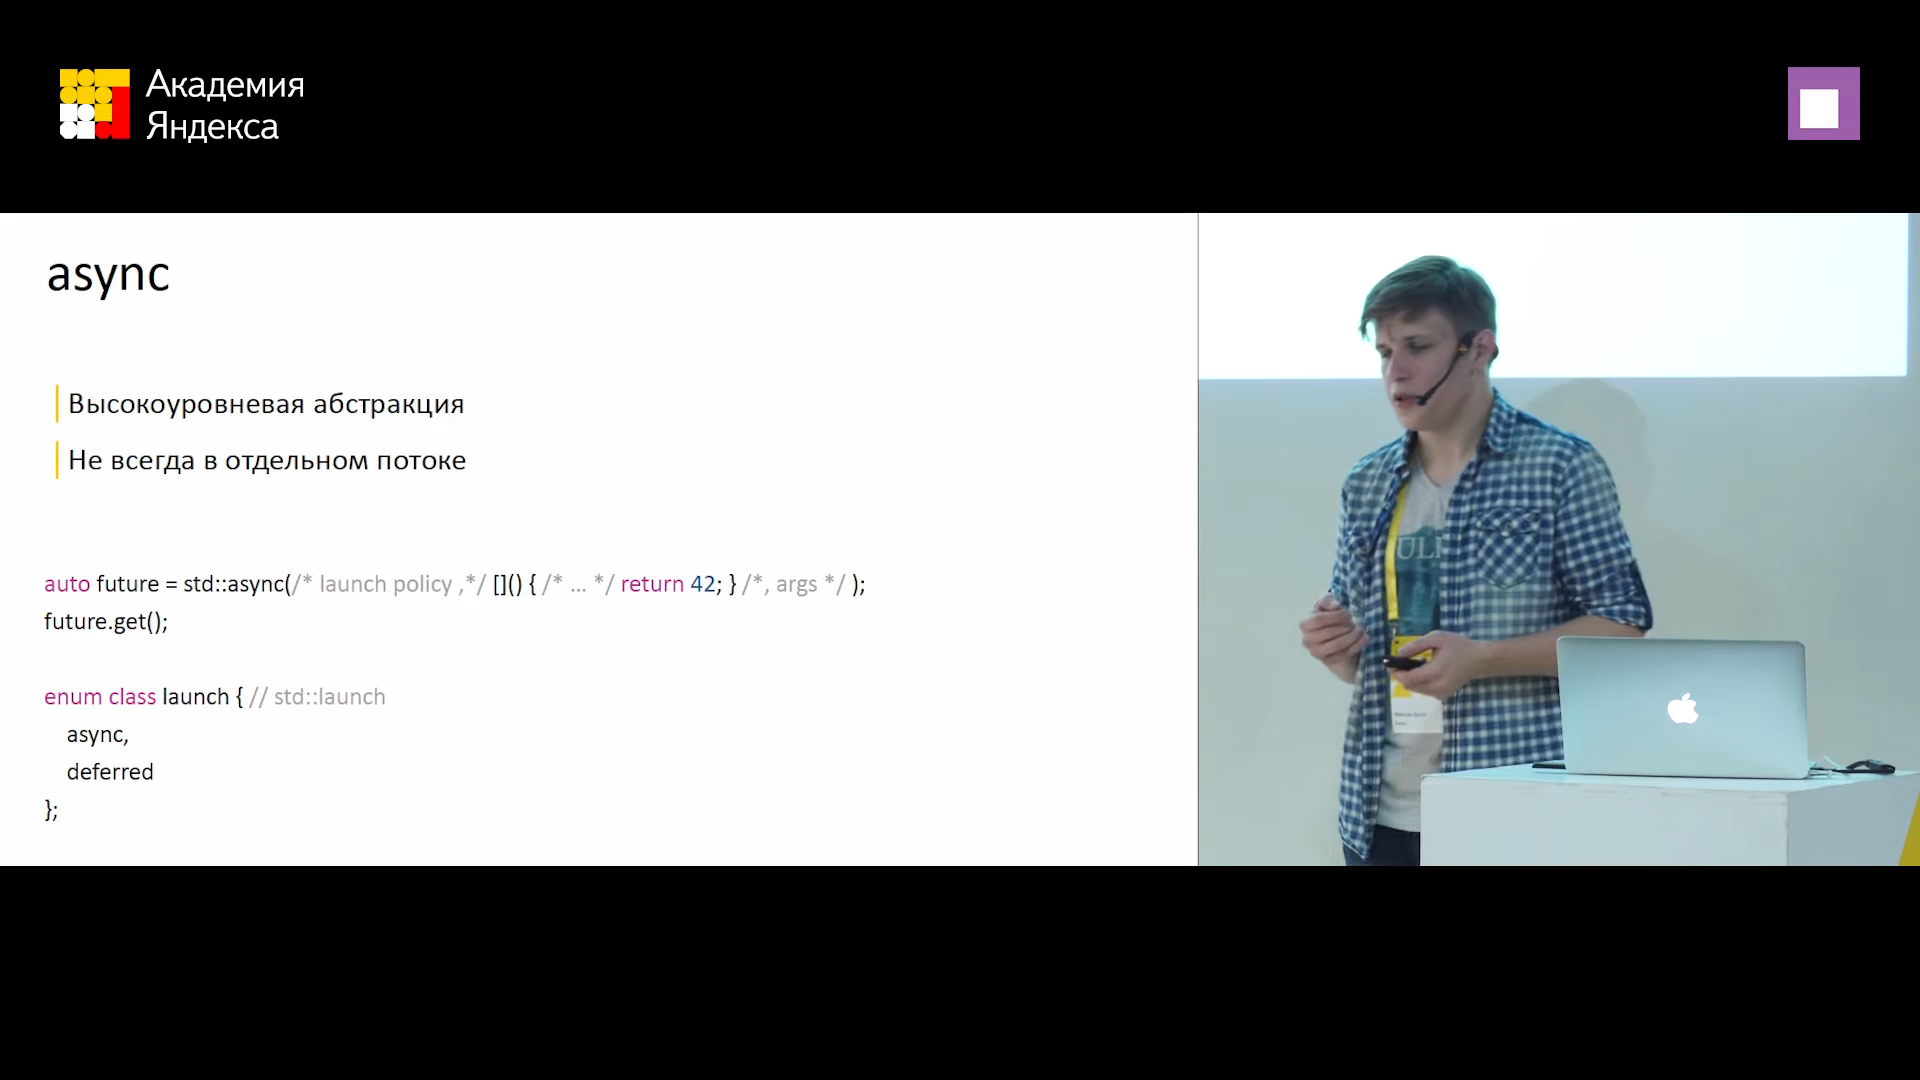 Академия
Яндекса
async
Высокоуровневая абстракция
Не всегда в отдельном потоке
auto future = std::async(/* launch policy ,*/ []() { /* ... */ return 42; } /*, args */ );
future.get();
enum class launch { // std::launch
async,
deferred
};